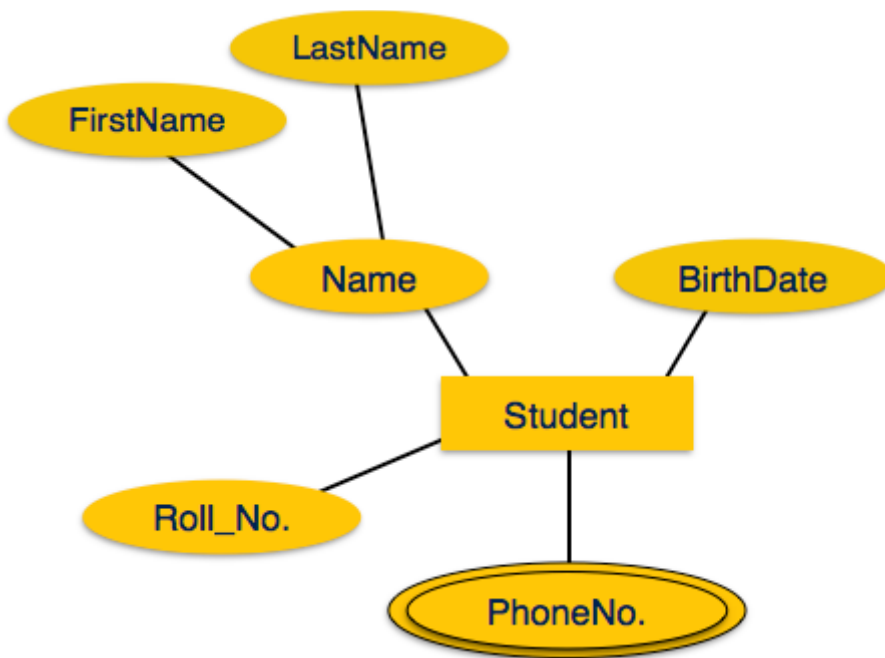 LastName
FirstName
Name
BirthDate
Student
Roll_No.
PhoneNo.